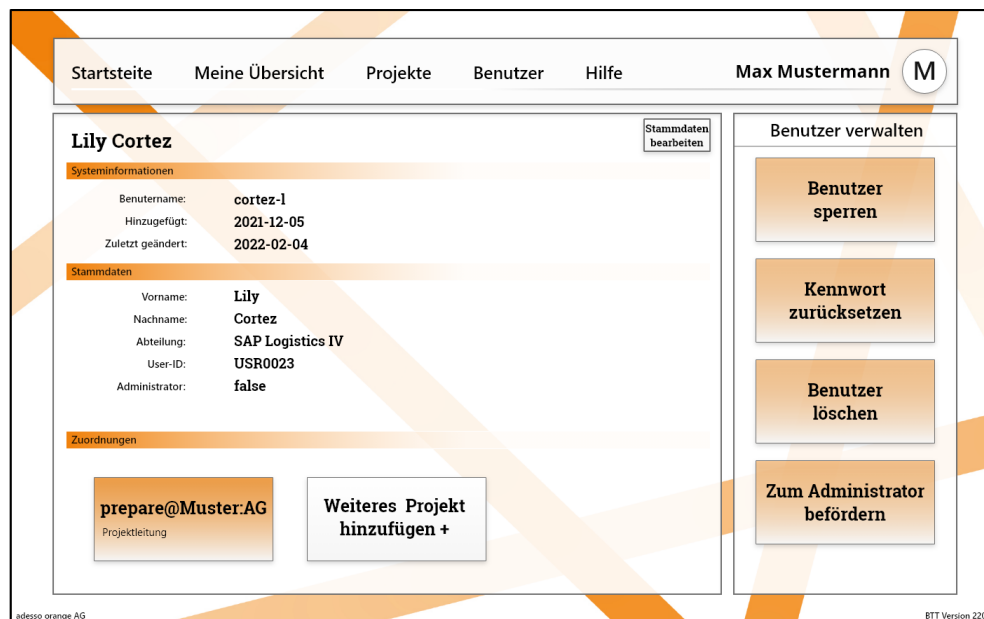 Startsteite Meine Übersicht Projekte Benutzer Hilfe Max Mustermann M
Lily Cortez
Stammdaten
bearbeiten
Systeminformationen
Benutername: cortez-l
Hinzugefügt: 2021-12-05
Zuletzt geändert: 2022-02-04
Stammdaten
Vorname: Lily
Nachname: Cortez
Abteilung: SAP Logistics IV
User-ID: USR0023
Administrator: false
Zuordnungen
prepare@Muster:AG
Projektleitung
Weiteres Projekt
hinzufügen +
Benutzer verwalten
Benutzer
sperren
Kennwort
zurücksetzen
Benutzer
löschen
Zum Administrator
befördern
adesso orange AG
BTT Version 220